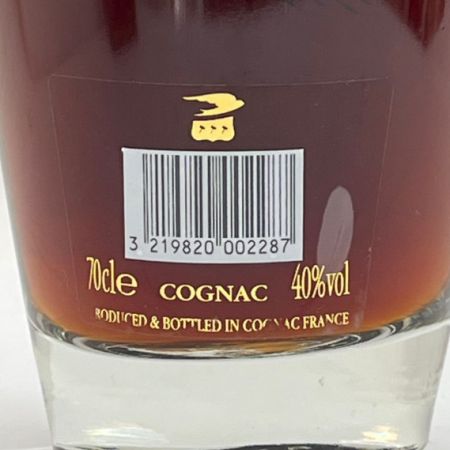 3 219820 002287
70cle COGNAC 40%vol
RODUCED & BOTTLED IN COGNAC FRANCE